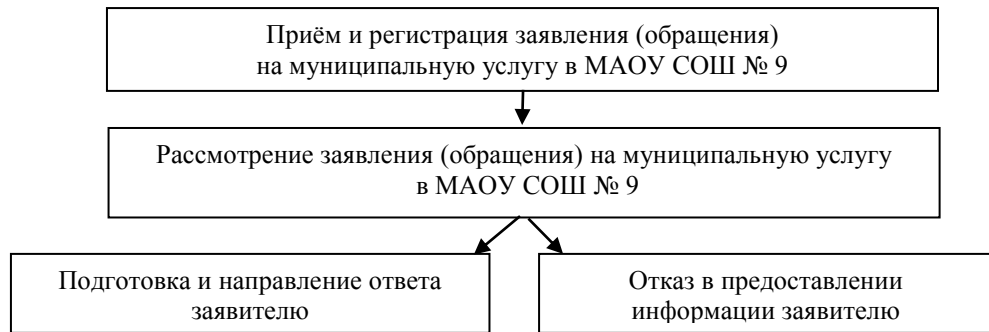 Приём и регистрация заявления (обращения)
на муниципальную услугу в МАОУ СОШ № 9
Рассмотрение заявления (обращения) на муниципальную услугу
в МАОУ СОШ № 9
Подготовка и направление ответа
заявителю
Отказ в предоставлении
информации заявителю